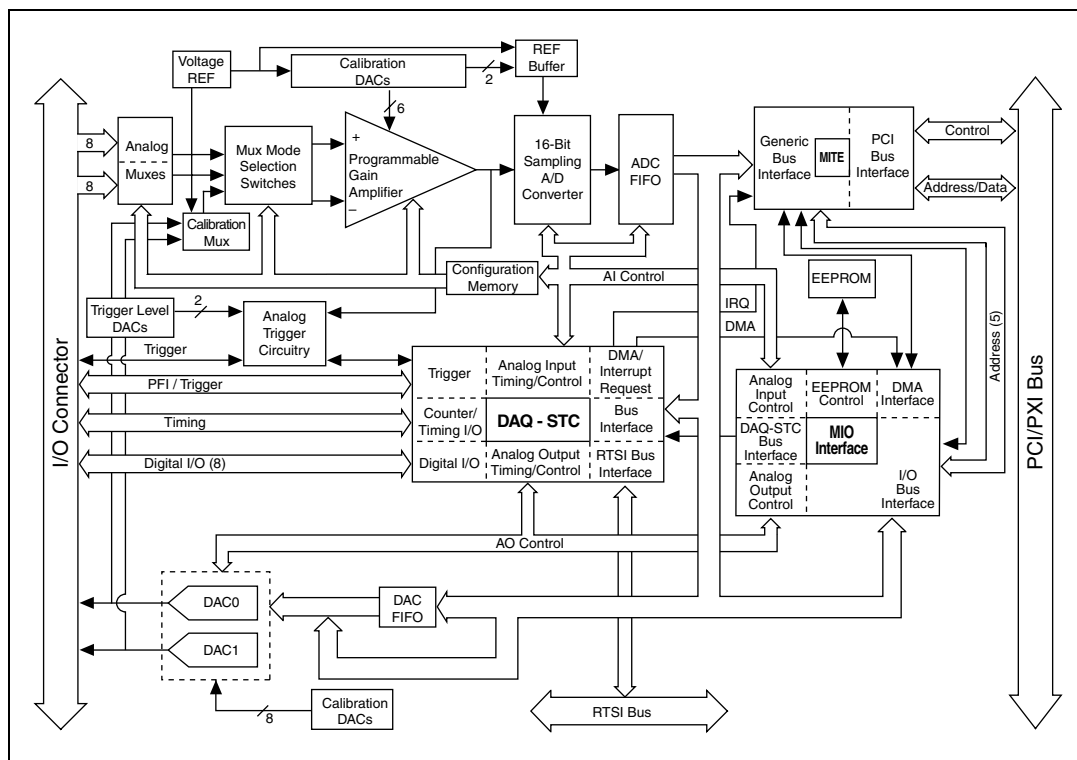 Voltage
REF
Calibration
DACs
2
REF
Buffer
6
8
8
Analog
Muxes
Mux Mode
Selection
Switches
+
Programmable
Gain
Amplifier
–
16-Bit
Sampling
A/D
Converter
ADC
FIFO
Generic
Bus
Interface
MITE
PCI
Bus
Interface
Control
Address/Data
Calibration
Mux
Configuration
Memory
AI Control
EEPROM
IRQ
DMA
Address (5)
Trigger Level
DACs
2
Analog
Trigger
Circuitry
Trigger
PFI / Trigger
Timing
Digital I/O (8)
I/O Connector
Trigger
Analog Input
Timing/Control
DMA/
Interrupt
Request
Counter/
Timing I/O
DAQ - STC
Bus
Interface
Digital I/O
Analog Output
Timing/Control
RTSI Bus
Interface
Analog
Input
Control
EEPROM
Control
DMA
Interface
DAQ-STC
Bus
Interface
MIO
Interface
Analog
Output
Control
I/O
Bus
Interface
PCI/PXI Bus
AO Control
DAC0
DAC1
DAC
FIFO
8
Calibration
DACs
RTSI Bus